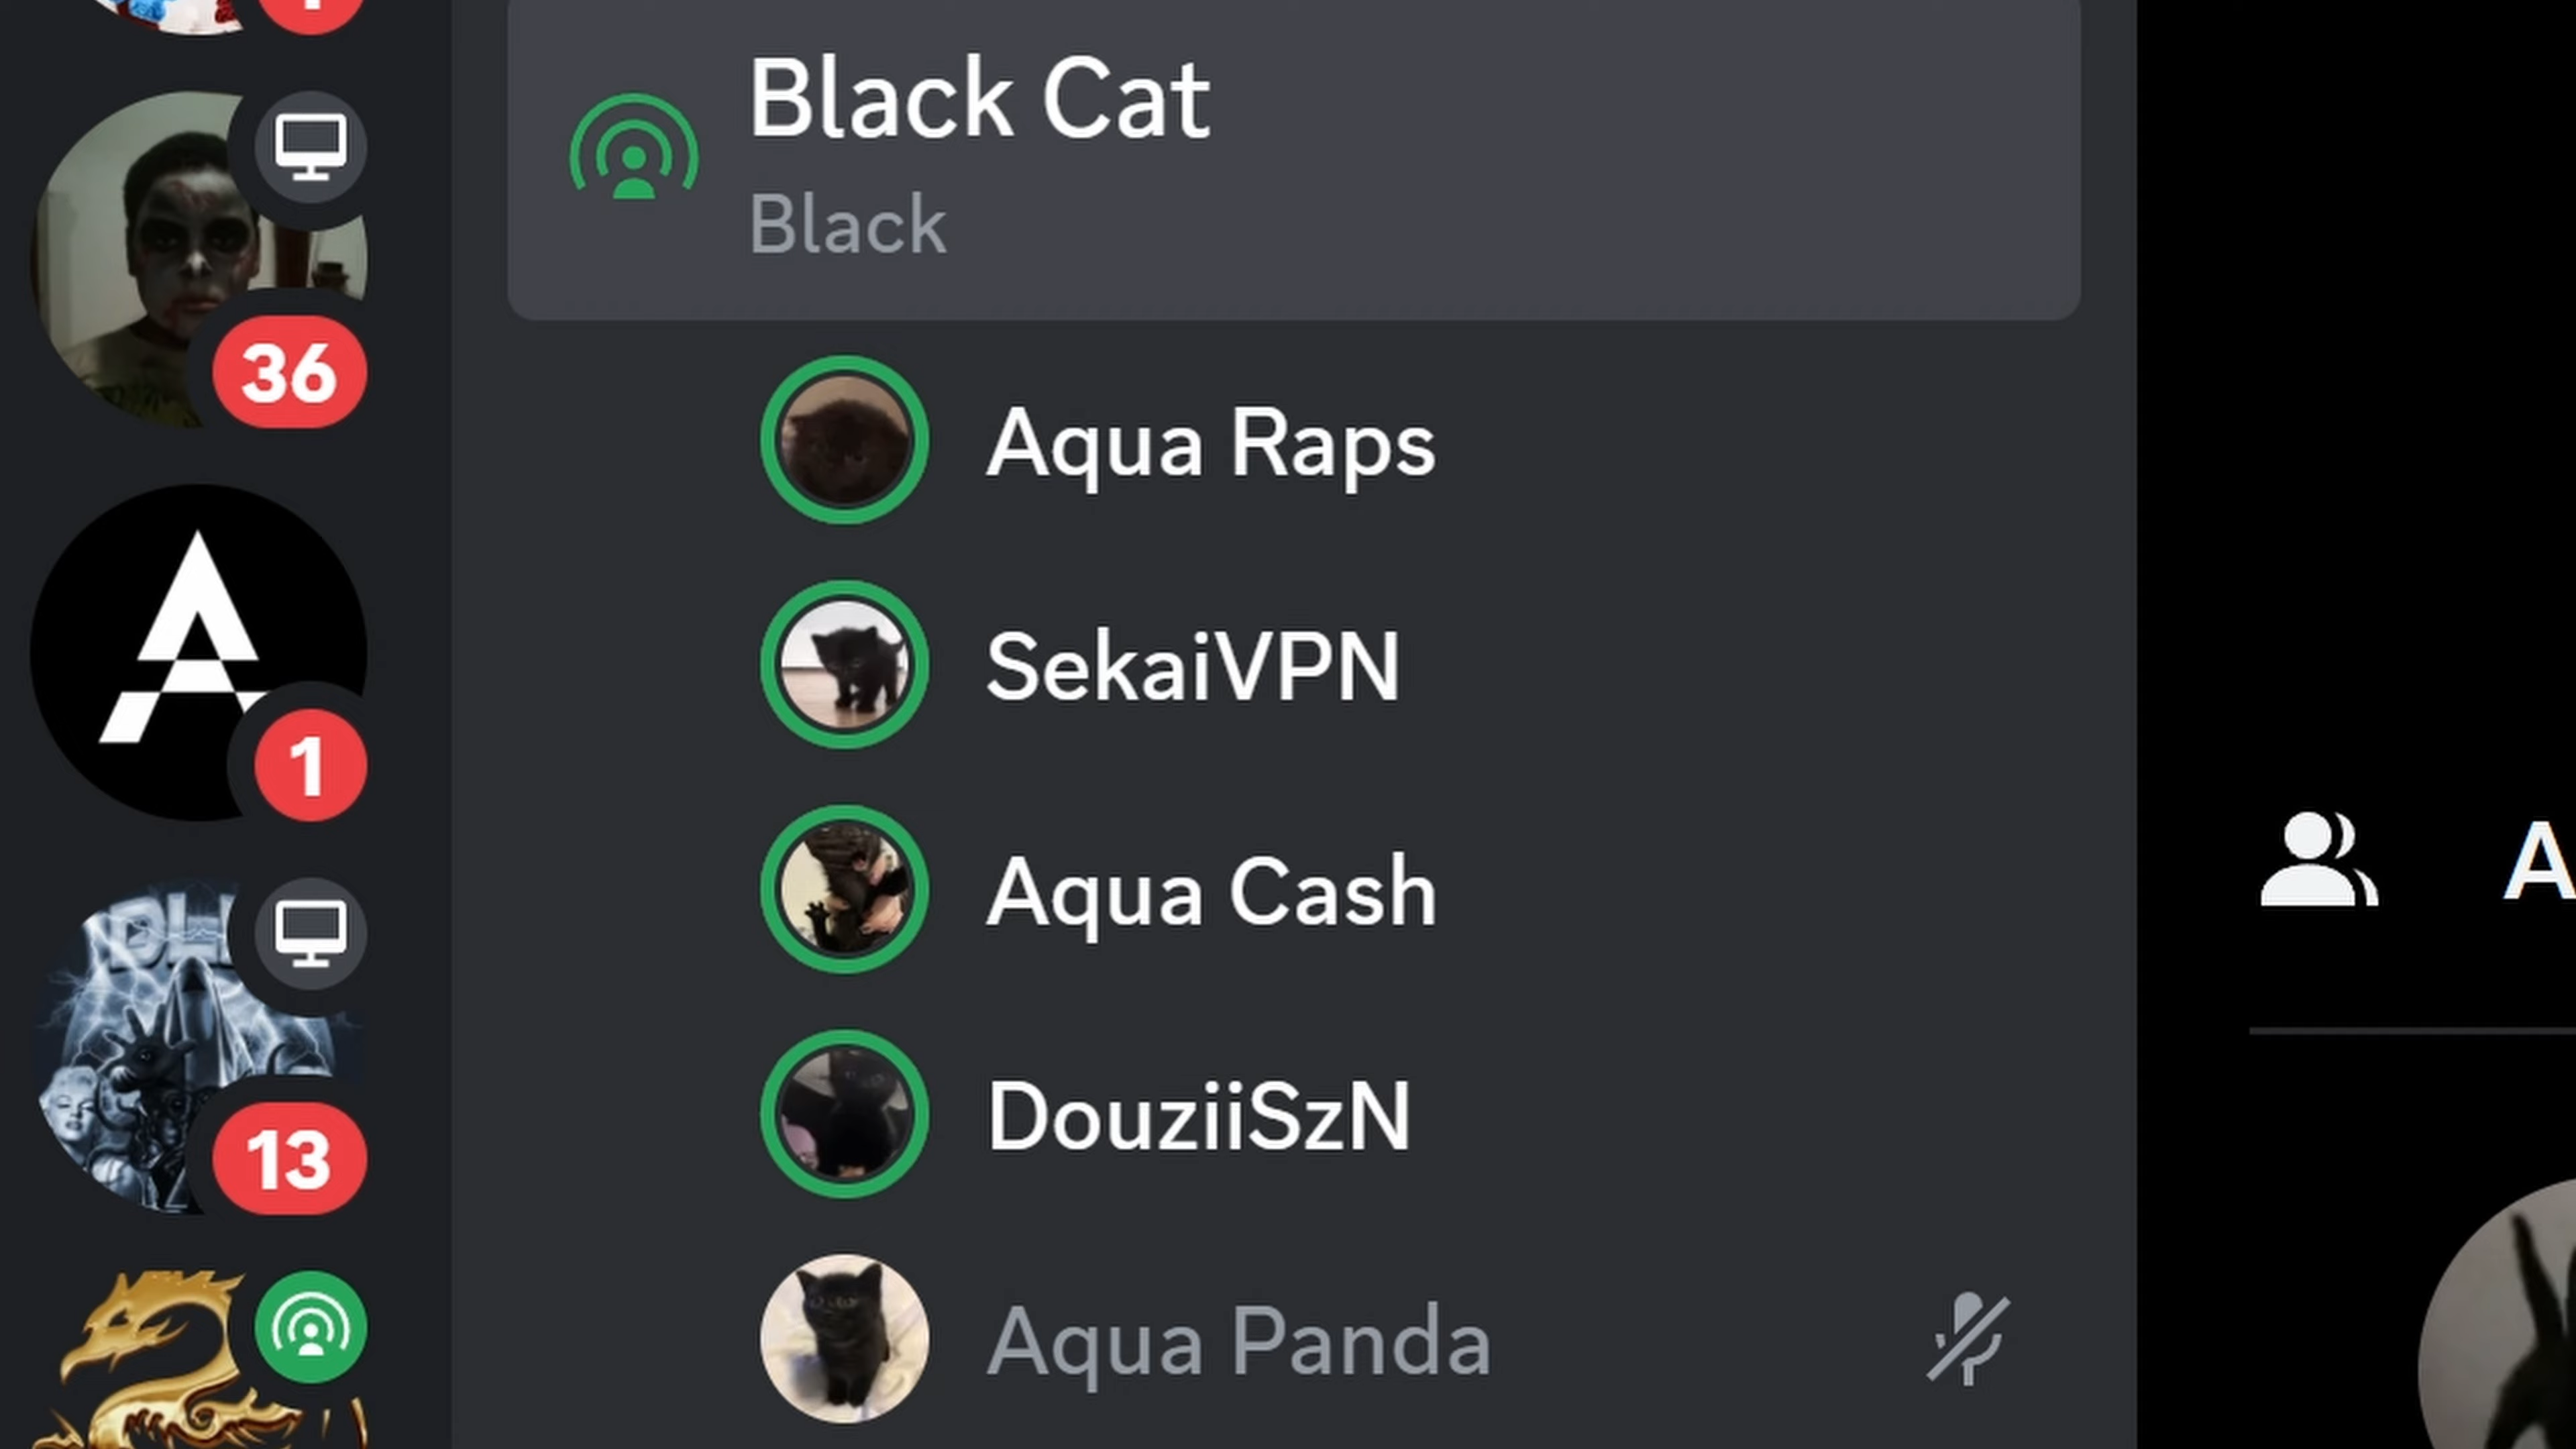 Black Cat
Black
36
Aqua Raps
SekaiVPN
1
Aqua Cash
A
DouziiSzN
13
Aqua Panda